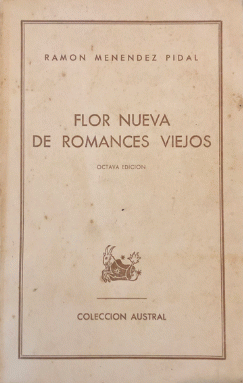 RAMON MENENDEZ PIDAL
FLOR NUEVA
DE ROMANCES VIEJOS
OCTAVA EDICION
COLECCION AUSTRAL